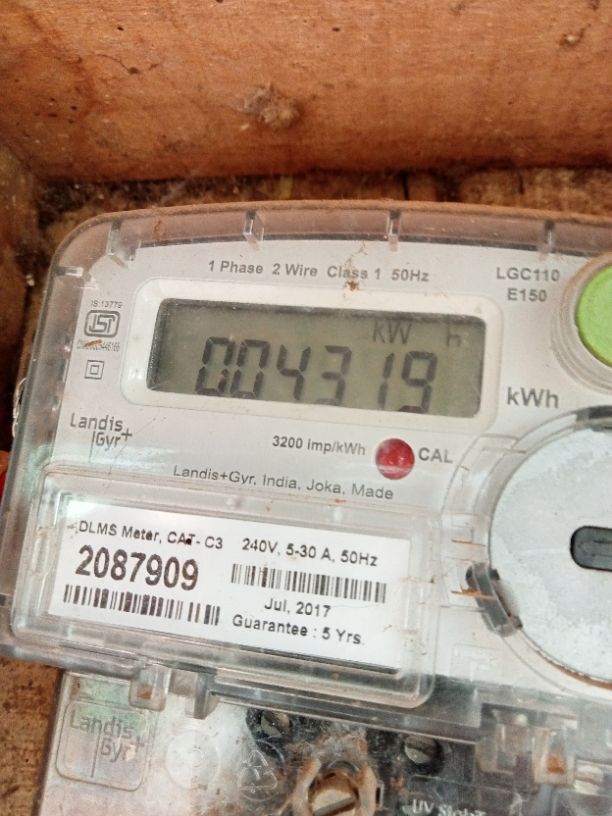 1 Phase 2 Wire Class 1 50Hz
LGC110
E150
IS 13779
kW h
004319
kWh
Landis
Gyr+
3200 imp/kWh
CAL
Landis+Gyr, India, Joka, Made
DLMS Meter, CAT- C3
240V, 5-30 A, 50Hz
2087909
Jul, 2017
Guarantee : 5 Yrs.
Landis
Gyr+